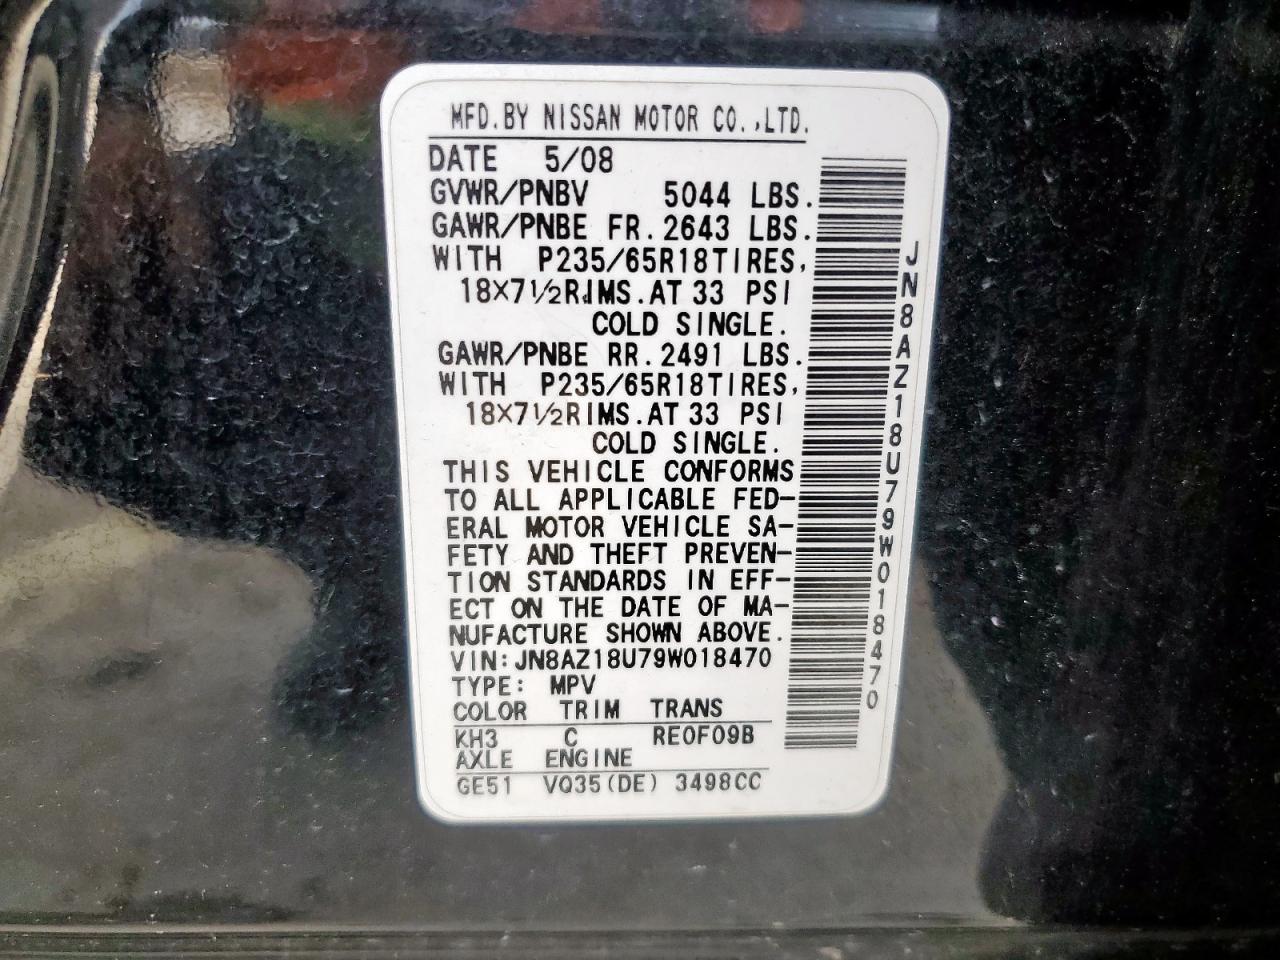 MFD.BY NISSAN MOTOR CO.,LTD.
DATE 5/08
GVWR/PNBV 5044 LBS.
GAWR/PNBE FR.2643 LBS.
WITH P235/65R18TIRES,
18X7½RIMS.AT 33 PSI
COLD SINGLE.
GAWR/PNBE RR.2491 LBS.
WITH P235/65R18TIRES,
18X7½RIMS.AT 33 PSI
COLD SINGLE.
THIS VEHICLE CONFORMS
TO ALL APPLICABLE FED-
ERAL MOTOR VEHICLE SA-
FETY AND THEFT PREVEN-
TION STANDARDS IN EFF-
ECT ON THE DATE OF MA-
NUFACTURE SHOWN ABOVE.
VIN:JN8AZ18U79W018470
TYPE: MPV
COLOR TRIM TRANS
KH3 C RE0F09B
AXLE ENGINE
GE51 VQ35(DE) 3498CC
JN8AZ18U79W018470